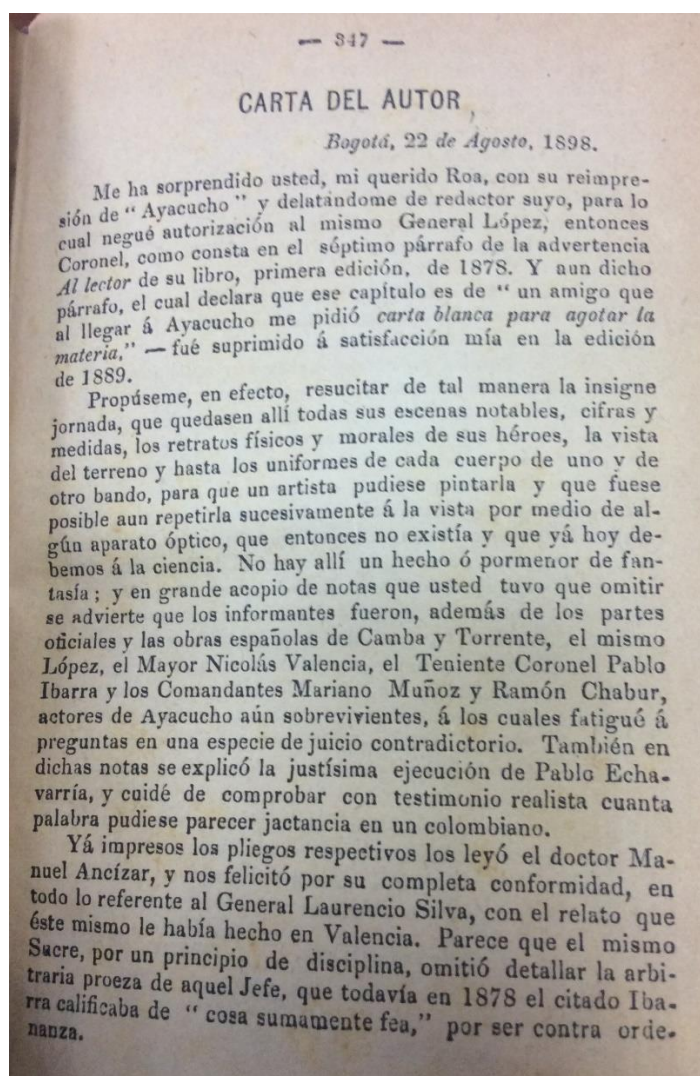 — 347 —
CARTA DEL AUTOR
Bogotá, 22 de Agosto, 1898.
Me ha sorprendido usted, mi querido Roa, con su reimpre-
sión de “ Ayacucho ” y delatándome de redactor suyo, para lo
cual negué autorización al mismo General López, entonces
Coronel, como consta en el séptimo párrafo de la advertencia
Al lector de su libro, primera edición, de 1878. Y aun dicho
párrafo, el cual declara que ese capítulo es de “ un amigo que
al llegar á Ayacucho me pidió carta blanca para agotar la
materia,” — fué suprimido á satisfacción mía en la edición
de 1889.
Propúseme, en efecto, resucitar de tal manera la insigne
jornada, que quedasen allí todas sus escenas notables, cifras y
medidas, los retratos físicos y morales de sus héroes, la vista
del terreno y hasta los uniformes de cada cuerpo de uno y de
otro bando, para que un artista pudiese pintarla y que fuese
posible aun repetirla sucesivamente á la vista por medio de al-
gún aparato óptico, que entonces no existía y que yá hoy de-
bemos á la ciencia. No hay allí un hecho ó pormenor de fan-
tasía ; y en grande acopio de notas que usted tuvo que omitir
se advierte que los informantes fueron, además de los partes
oficiales y las obras españolas de Camba y Torrente, el mismo
López, el Mayor Nicolás Valencia, el Teniente Coronel Pablo
Ibarra y los Comandantes Mariano Muñoz y Ramón Chabur,
actores de Ayacucho aún sobrevivientes, á los cuales fatigué á
preguntas en una especie de juicio contradictorio. También en
dichas notas se explicó la justísima ejecución de Pablo Echa-
varría, y cuidé de comprobar con testimonio realista cuanta
palabra pudiese parecer jactancia en un colombiano.
Yá impresos los pliegos respectivos los leyó el doctor Ma-
nuel Ancízar, y nos felicitó por su completa conformidad, en
todo lo referente al General Laurencio Silva, con el relato que
éste mismo le había hecho en Valencia. Parece que el mismo
Sucre, por un principio de disciplina, omitió detallar la arbi-
traria proeza de aquel Jefe, que todavía en 1878 el citado Iba-
rra calificaba de “ cosa sumamente fea,” por ser contra orde-
nanza.